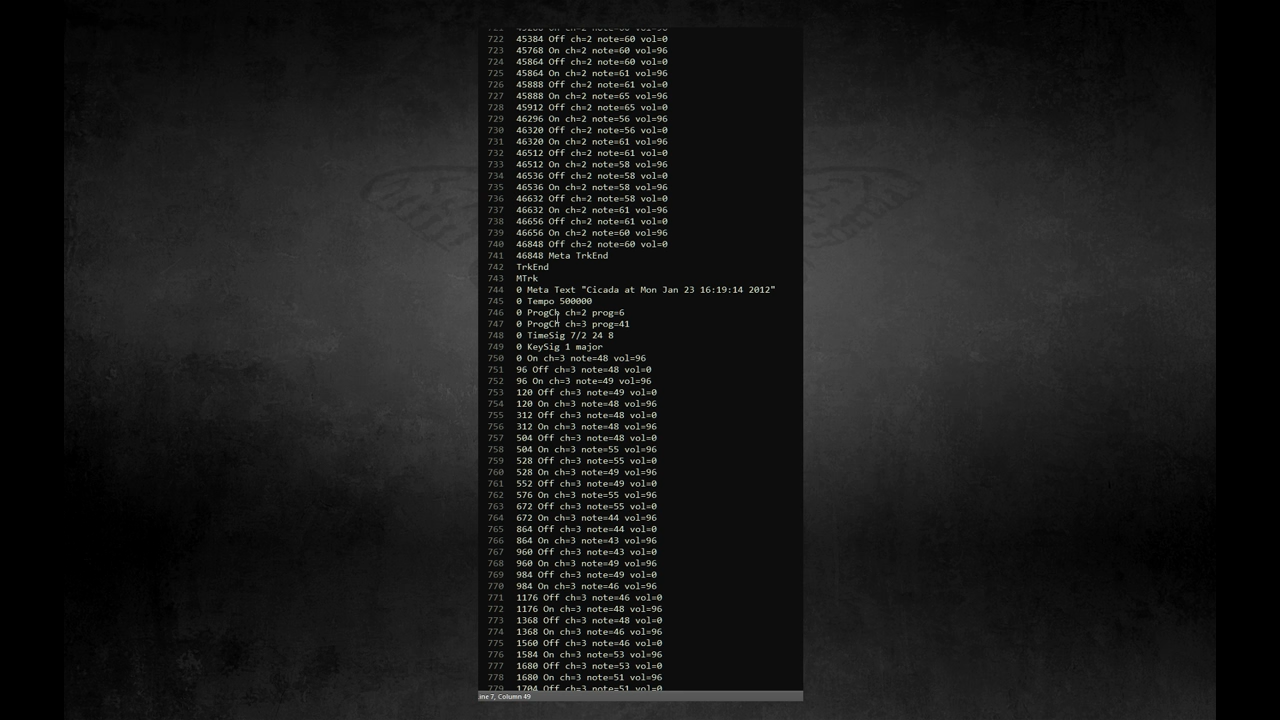 722 45384 Off ch=2 note=60 vol=0
723 45768 On ch=2 note=60 vol=96
724 45864 Off ch=2 note=60 vol=0
725 45864 On ch=2 note=61 vol=96
726 45888 Off ch=2 note=61 vol=0
727 45888 On ch=2 note=65 vol=96
728 45912 Off ch=2 note=65 vol=0
729 46296 On ch=2 note=56 vol=96
730 46320 Off ch=2 note=56 vol=0
731 46320 On ch=2 note=61 vol=96
732 46512 Off ch=2 note=61 vol=0
733 46512 On ch=2 note=58 vol=96
734 46536 Off ch=2 note=58 vol=0
735 46536 On ch=2 note=58 vol=96
736 46632 Off ch=2 note=58 vol=0
737 46632 On ch=2 note=61 vol=96
738 46656 Off ch=2 note=61 vol=0
739 46656 On ch=2 note=60 vol=96
740 46848 Off ch=2 note=60 vol=0
741 46848 Meta TrkEnd
742 TrkEnd
743 MTrk
744 0 Meta Text "Cicada at Mon Jan 23 16:19:14 2012"
745 0 Tempo 500000
746 0 ProgCh ch=2 prog=6
747 0 ProgCh ch=3 prog=41
748 0 TimeSig 7/2 24 8
749 0 KeySig 1 major
750 0 On ch=3 note=48 vol=96
751 96 Off ch=3 note=48 vol=0
752 96 On ch=3 note=49 vol=96
753 120 Off ch=3 note=49 vol=0
754 120 On ch=3 note=48 vol=96
755 312 Off ch=3 note=48 vol=0
756 312 On ch=3 note=48 vol=96
757 504 Off ch=3 note=48 vol=0
758 504 On ch=3 note=55 vol=96
759 528 Off ch=3 note=55 vol=0
760 528 On ch=3 note=49 vol=96
761 552 Off ch=3 note=49 vol=0
762 576 On ch=3 note=55 vol=96
763 672 Off ch=3 note=55 vol=0
764 672 On ch=3 note=44 vol=96
765 864 Off ch=3 note=44 vol=0
766 864 On ch=3 note=43 vol=96
767 960 Off ch=3 note=43 vol=0
768 960 On ch=3 note=49 vol=96
769 984 Off ch=3 note=49 vol=0
770 984 On ch=3 note=46 vol=96
771 1176 Off ch=3 note=46 vol=0
772 1176 On ch=3 note=48 vol=96
773 1368 Off ch=3 note=48 vol=0
774 1368 On ch=3 note=46 vol=96
775 1560 Off ch=3 note=46 vol=0
776 1584 On ch=3 note=53 vol=96
777 1680 Off ch=3 note=53 vol=0
778 1680 On ch=3 note=51 vol=96
779 1704 Off ch=3 note=51 vol=0
ine 7, Column 49